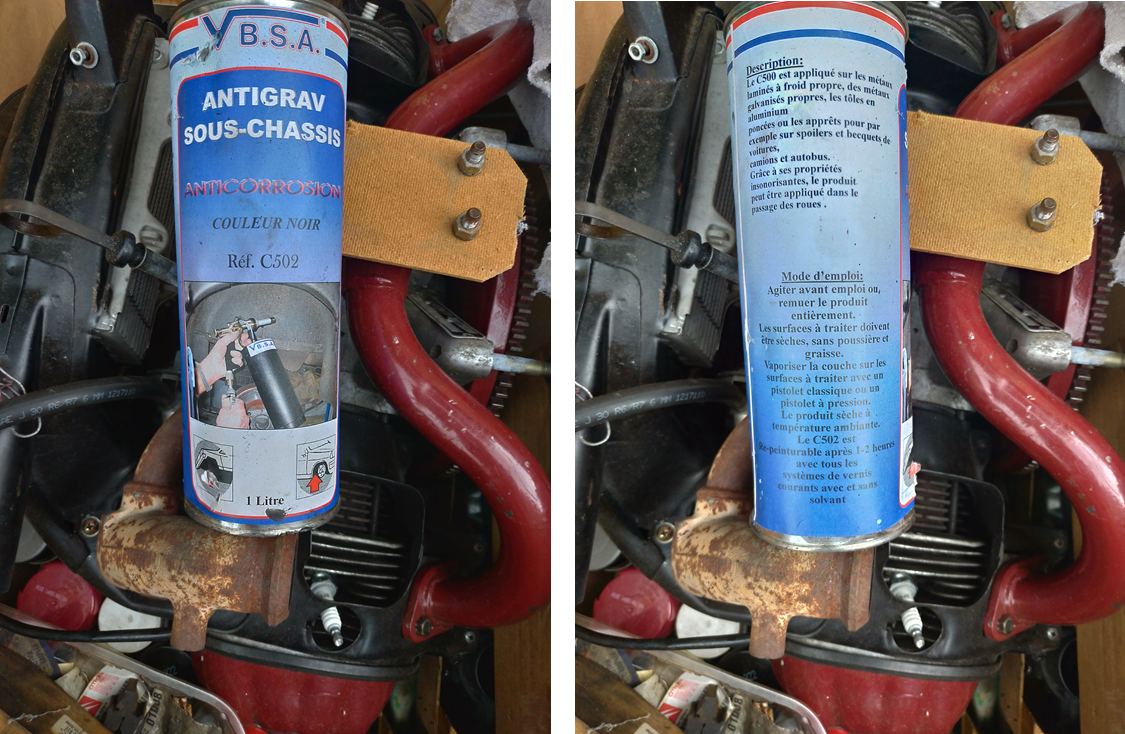 V B.S.A.
ANTIGRAV
SOUS-CHASSIS
ANTICORROSION
COULEUR NOIR
Réf. C502
V B.S.A.
1 Litre
Description:
Le C500 est appliqué sur les métaux
laminés à froid propre, des métaux
galvanisés propres, les tôles en
aluminium
poncées ou les apprêts pour par
exemple sur spoilers et becquets de
voitures,
camions et autobus.
Grâce à ses propriétés
insonorisantes, le produit
peut être appliqué dans le
passage des roues .
Mode d'emploi:
Agiter avant emploi ou,
remuer le produit
entièrement.
Les surfaces à traiter doivent
être sèches, sans poussière et
graisse.
Vaporiser la couche sur les
surfaces à traiter avec un
pistolet classique ou un
pistolet à pression.
Le produit sèche à
température ambiante.
Le C502 est
Re-peinturable après 1-2 heures
avec tous les
systèmes de vernis
courants avec et sans
solvant